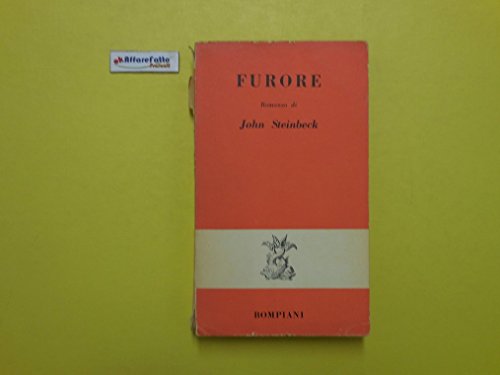 AffareFatto
FURORE
Romanzo di
John Steinbeck
BOMPIANI